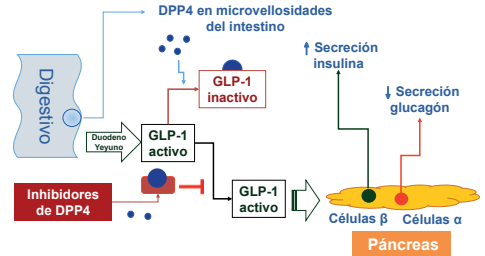 DPP4 en microvellosidades
del intestino
Digestivo
Duodeno
Yeyuno
GLP-1
inactivo
GLP-1
activo
Inhibidores
de DPP4
GLP-1
activo
↑ Secreción
insulina
↓ Secreción
glucagón
Células β
Células α
Páncreas